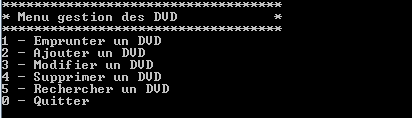 ***********************************
* Menu gestion des DVD            *
***********************************
1 - Emprunter un DVD
2 - Ajouter un DVD
3 - Modifier un DVD
4 - Supprimer un DVD
5 - Rechercher un DVD
0 - Quitter